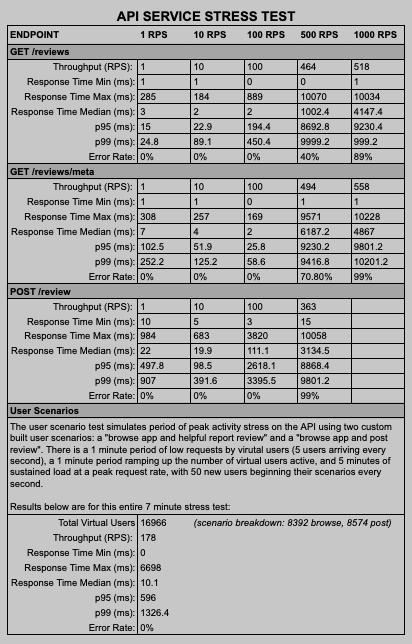 API SERVICE STRESS TEST
ENDPOINT 1 RPS 10 RPS 100 RPS 500 RPS 1000 RPS
GET /reviews
Throughput (RPS): 1 10 100 464 518
Response Time Min (ms): 1 1 0 0 1
Response Time Max (ms): 285 184 889 10070 10034
Response Time Median (ms): 3 2 2 1002.4 4147.4
p95 (ms): 15 22.9 194.4 8692.8 9230.4
p99 (ms): 24.8 89.1 450.4 9999.2 999.2
Error Rate: 0% 0% 0% 40% 89%
GET /reviews/meta
Throughput (RPS): 1 10 100 494 558
Response Time Min (ms): 1 1 0 1 1
Response Time Max (ms): 308 257 169 9571 10228
Response Time Median (ms): 7 4 2 6187.2 4867
p95 (ms): 102.5 51.9 25.8 9230.2 9801.2
p99 (ms): 252.2 125.2 58.6 9416.8 10201.2
Error Rate: 0% 0% 0% 70.80% 99%
POST /review
Throughput (RPS): 1 10 100 363
Response Time Min (ms): 10 5 3 15
Response Time Max (ms): 984 683 3820 10058
Response Time Median (ms): 22 19.9 111.1 3134.5
p95 (ms): 497.8 98.5 2618.1 8868.4
p99 (ms): 907 391.6 3395.5 9801.2
Error Rate: 0% 0% 0% 99%
User Scenarios
The user scenario test simulates period of peak activity stress on the API using two custom
built user scenarios: a "browse app and helpful report review" and a "browse app and post
review". There is a 1 minute period of low requests by virutal users (5 users arriving every
second), a 1 minute period ramping up the number of virtual users active, and 5 minutes of
sustained load at a peak request rate, with 50 new users beginning their scenarios every
second.
Results below are for this entire 7 minute stress test:
Total Virtual Users 16966 (scenario breakdown: 8392 browse, 8574 post)
Throughput (RPS): 178
Response Time Min (ms): 0
Response Time Max (ms): 6698
Response Time Median (ms): 10.1
p95 (ms): 596
p99 (ms): 1326.4
Error Rate: 0%